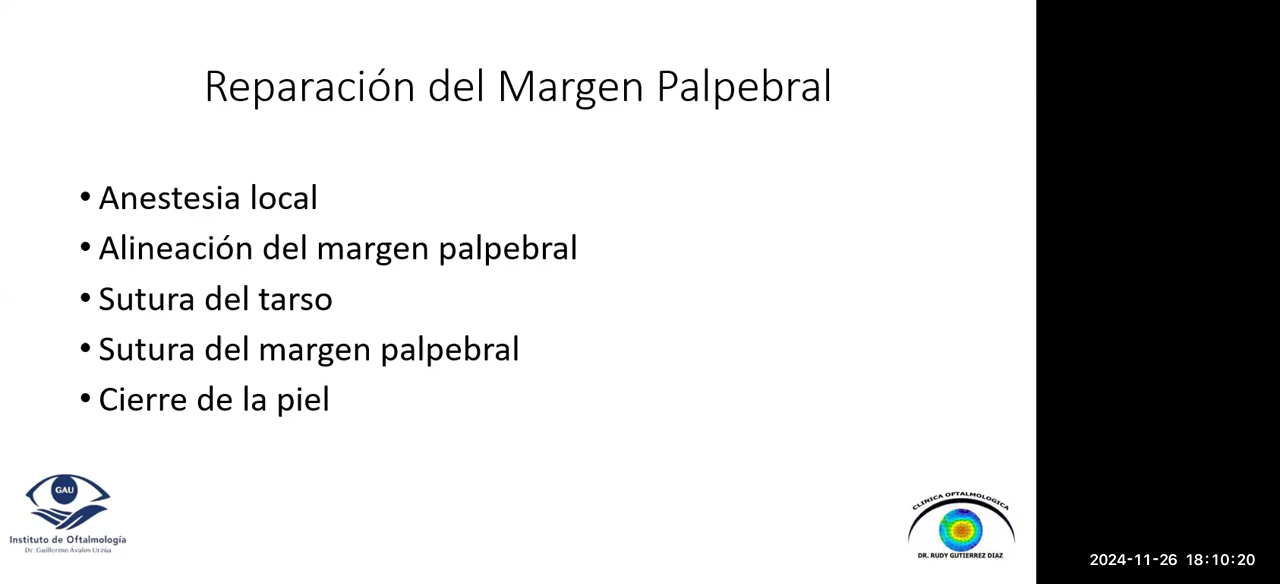 Reparación del Margen Palpebral
• Anestesia local
• Alineación del margen palpebral
• Sutura del tarso
• Sutura del margen palpebral
• Cierre de la piel
GAU
Instituto de Oftalmología
Dr. Guillermo Avalos Urzúa
CLINICA OFTALMOLOGICA
DR. RUDY GUTIERREZ DIAZ
2024-11-26 18:10:20